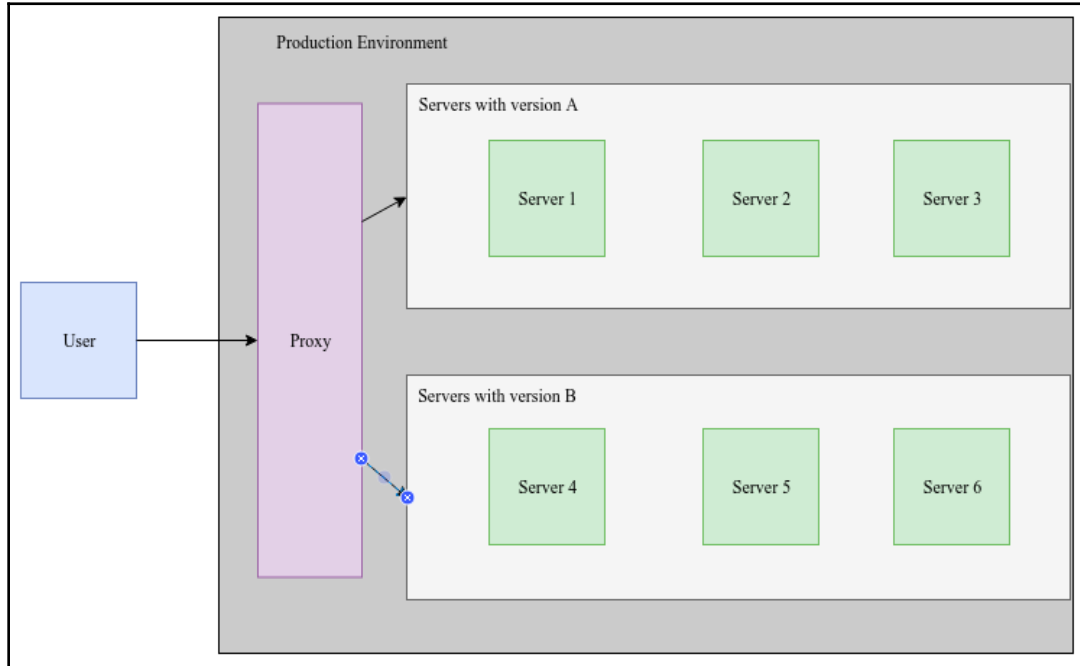 Production Environment
Servers with version A
Server 1
Server 2
Server 3
User
Proxy
Servers with version B
Server 4
Server 5
Server 6